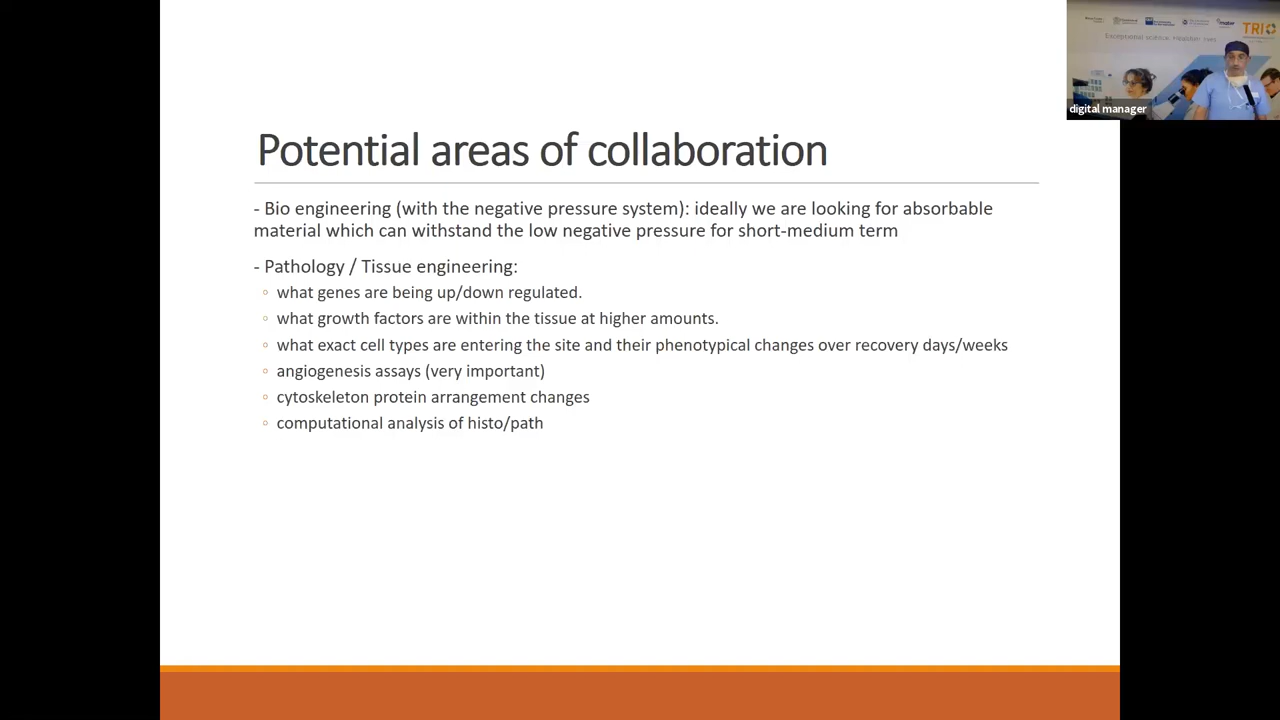 Potential areas of collaboration
- Bio engineering (with the negative pressure system): ideally we are looking for absorbable
material which can withstand the low negative pressure for short-medium term
- Pathology / Tissue engineering:
◦ what genes are being up/down regulated.
◦ what growth factors are within the tissue at higher amounts.
◦ what exact cell types are entering the site and their phenotypical changes over recovery days/weeks
◦ angiogenesis assays (very important)
◦ cytoskeleton protein arrangement changes
◦ computational analysis of histo/path
TRI
Exceptional science. Healthier lives
digital manager